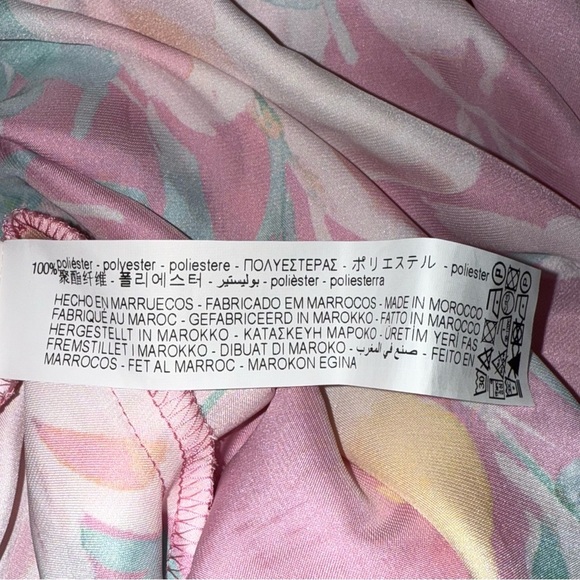 100% poliéster - polyester - poliestere - ΠΟΛΥΕΣΤΕΡΑΣ - ポリエステル - poliester
聚酯纤维 - 폴리에스터 - بوليستير - polièster - poliesterra
HECHO EN MARRUECOS - FABRICADO EM MARROCOS - MADE IN MOROCCO
FABRIQUÉ AU MAROC - GEFABRICEERD IN MAROKKO - FATTO IN MAROCCO
HERGESTELLT IN MAROKKO - ΚΑΤΑΣΚΕΥΗ ΜΑΡΟΚΟ - ÜRETİM YERİ FAS
FREMSTILLET I MAROKKO - DIBUAT DI MAROKO - صنع في المغرب - FEITO EN
MARROCOS - FET AL MARROC - MAROKON EGINA